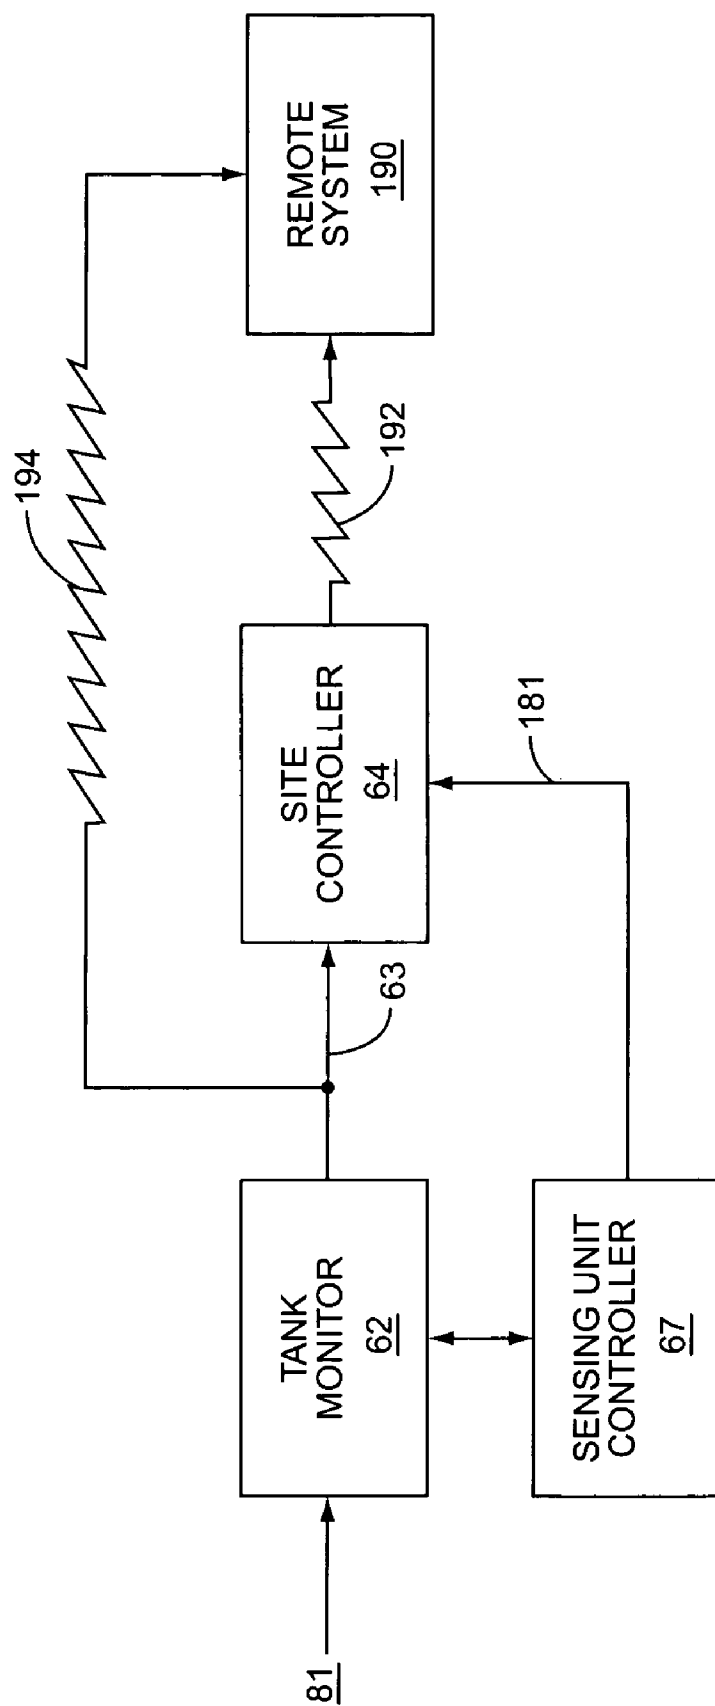 194
REMOTE
SYSTEM
190
192
SITE
CONTROLLER
64
181
63
TANK
MONITOR
62
SENSING UNIT
CONTROLLER
67
81